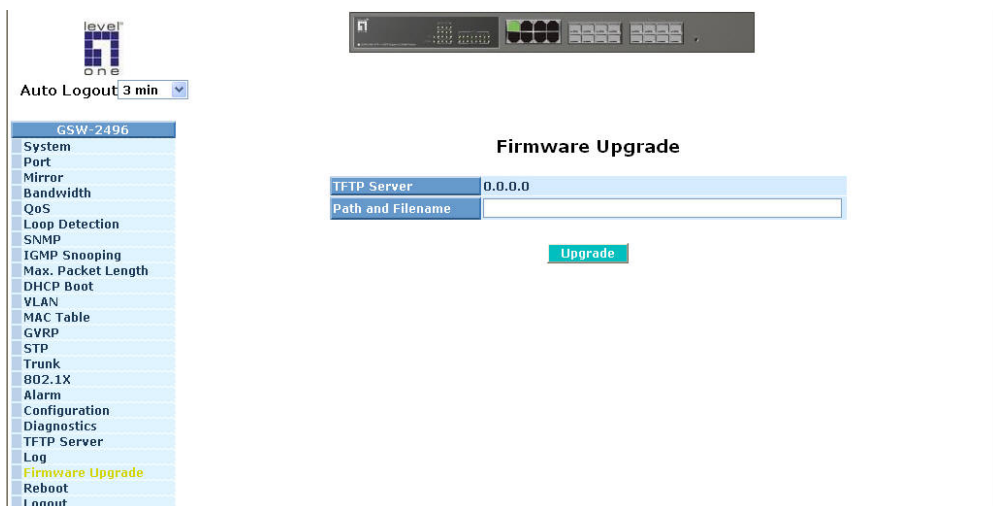 level
one
Auto Logout 3 min
GSW-2496
System
Port
Mirror
Bandwidth
QoS
Loop Detection
SNMP
IGMP Snooping
Max. Packet Length
DHCP Boot
VLAN
MAC Table
GVRP
STP
Trunk
802.1X
Alarm
Configuration
Diagnostics
TFTP Server
Log
Firmware Upgrade
Reboot
Logout
Firmware Upgrade
TFTP Server 0.0.0.0
Path and Filename
Upgrade